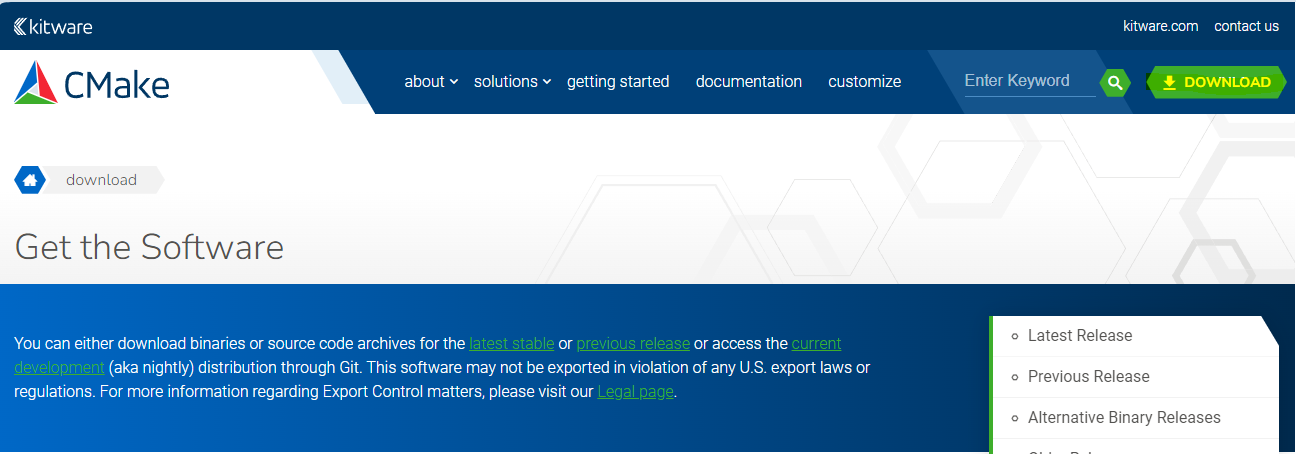 kitware
kitware.com contact us
CMake
about solutions getting started documentation customize
Enter Keyword
DOWNLOAD
download
Get the Software
You can either download binaries or source code archives for the latest stable or previous release or access the current
development (aka nightly) distribution through Git. This software may not be exported in violation of any U.S. export laws or
regulations. For more information regarding Export Control matters, please visit our Legal page.
Latest Release
Previous Release
Alternative Binary Releases